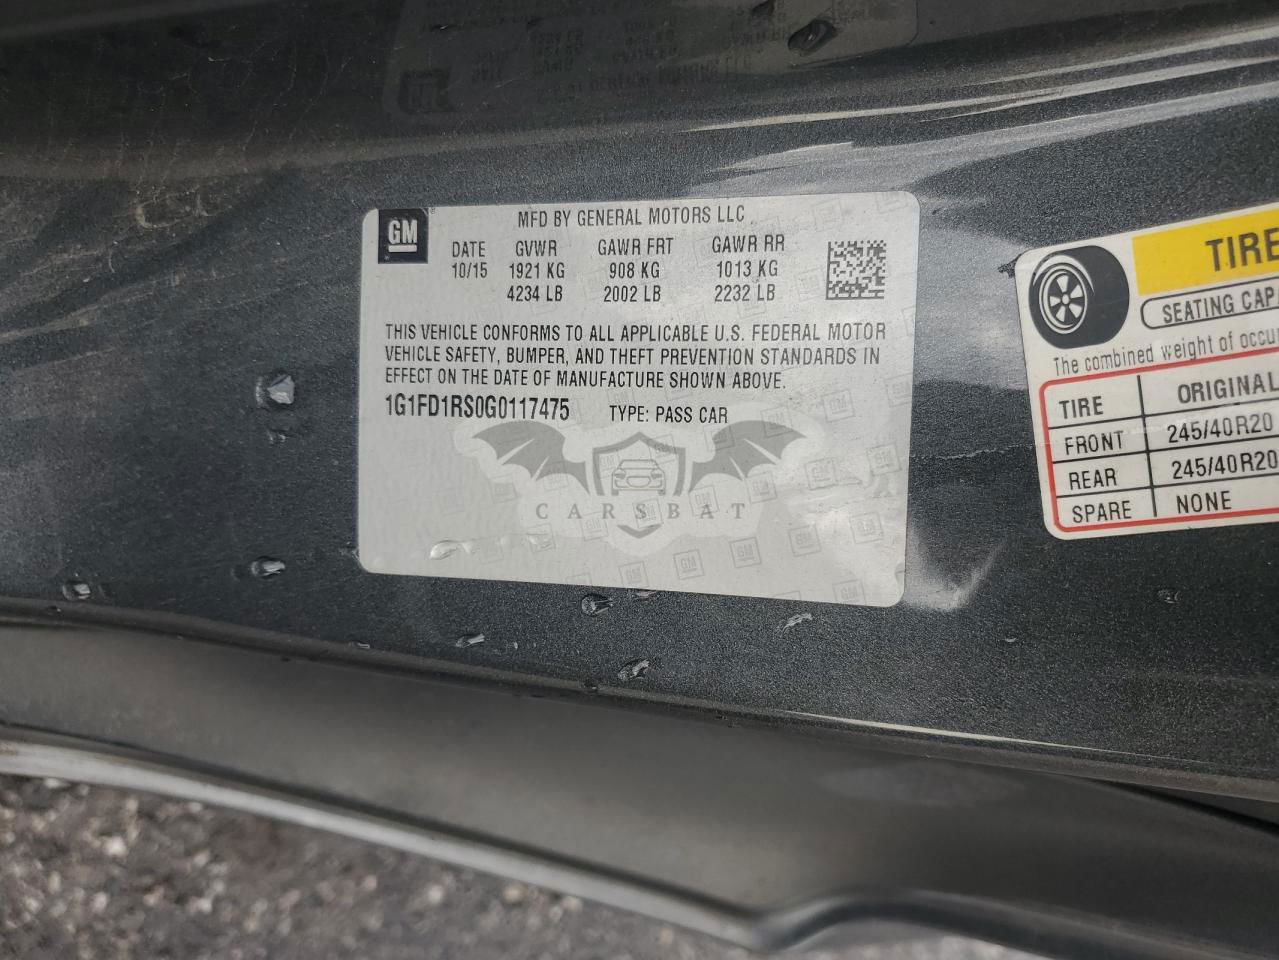 GM
MFD BY GENERAL MOTORS LLC
DATE GVWR GAWR FRT GAWR RR
10/15 1921 KG 908 KG 1013 KG
4234 LB 2002 LB 2232 LB
THIS VEHICLE CONFORMS TO ALL APPLICABLE U.S. FEDERAL MOTOR
VEHICLE SAFETY, BUMPER, AND THEFT PREVENTION STANDARDS IN
EFFECT ON THE DATE OF MANUFACTURE SHOWN ABOVE.
1G1FD1RS0G0117475 TYPE: PASS CAR
CARSBAT
TIRE
SEATING CAP
The combined weight of occu
TIRE ORIGINAL
FRONT 245/40R20
REAR 245/40R20
SPARE NONE